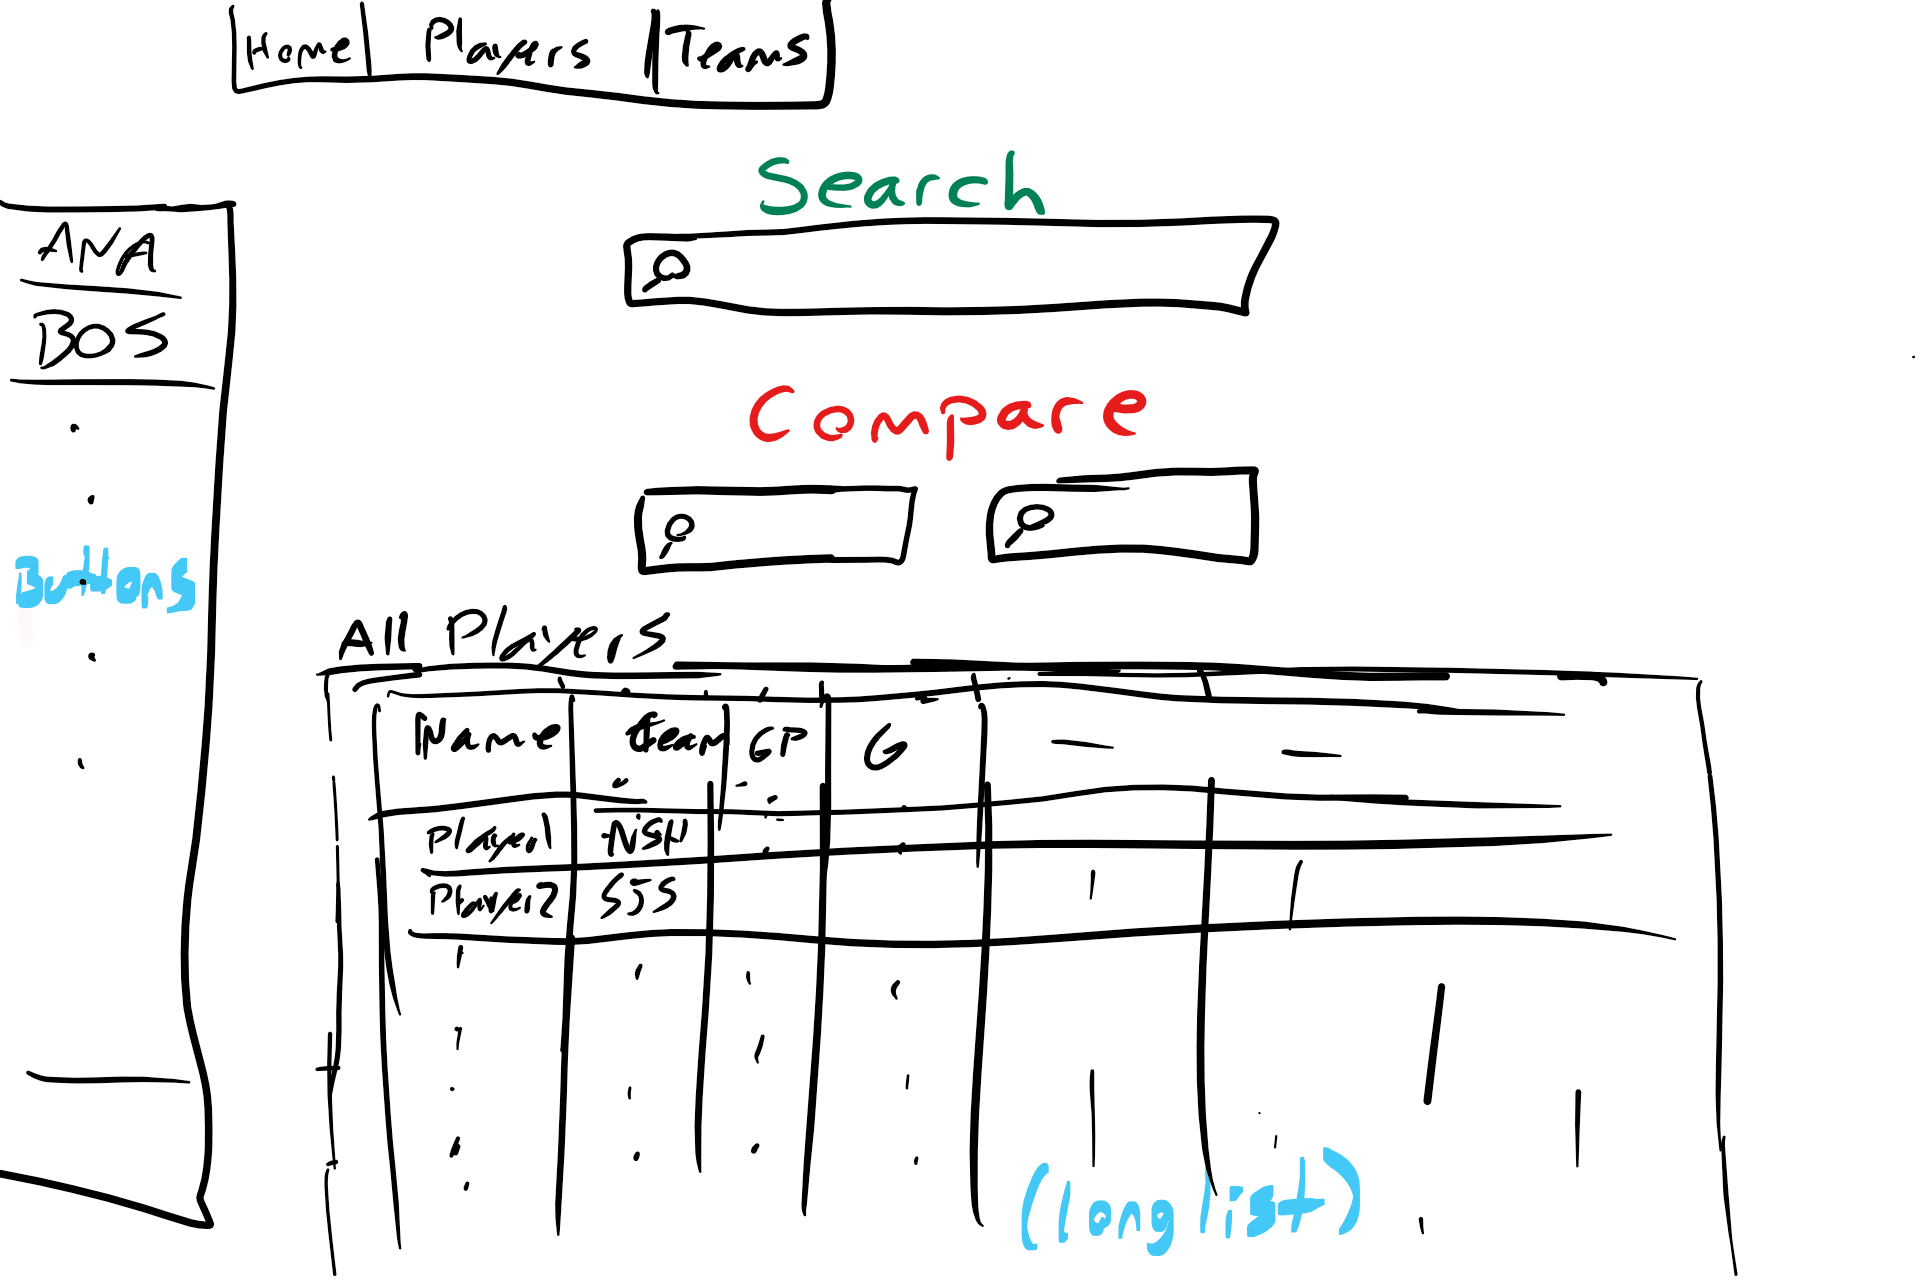 Home Players Teams
Search
ANA
BOS
Compare
Buttons
All Players
Name team GP G
Player1 NSH
Player2 SJS
(long list)